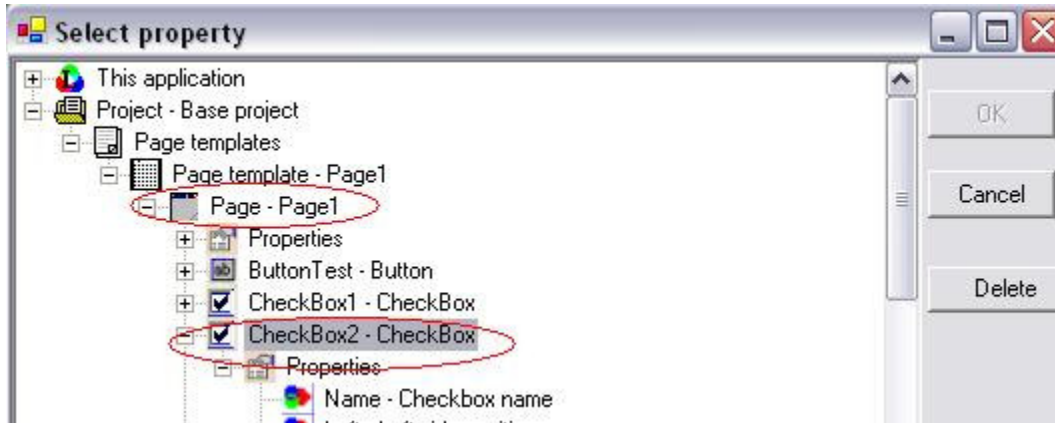 Select property
This application
Project - Base project
Page templates
Page template - Page1
Page - Page1
Properties
ButtonTest - Button
CheckBox1 - CheckBox
CheckBox2 - CheckBox
Properties
Name - Checkbox name
OK
Cancel
Delete